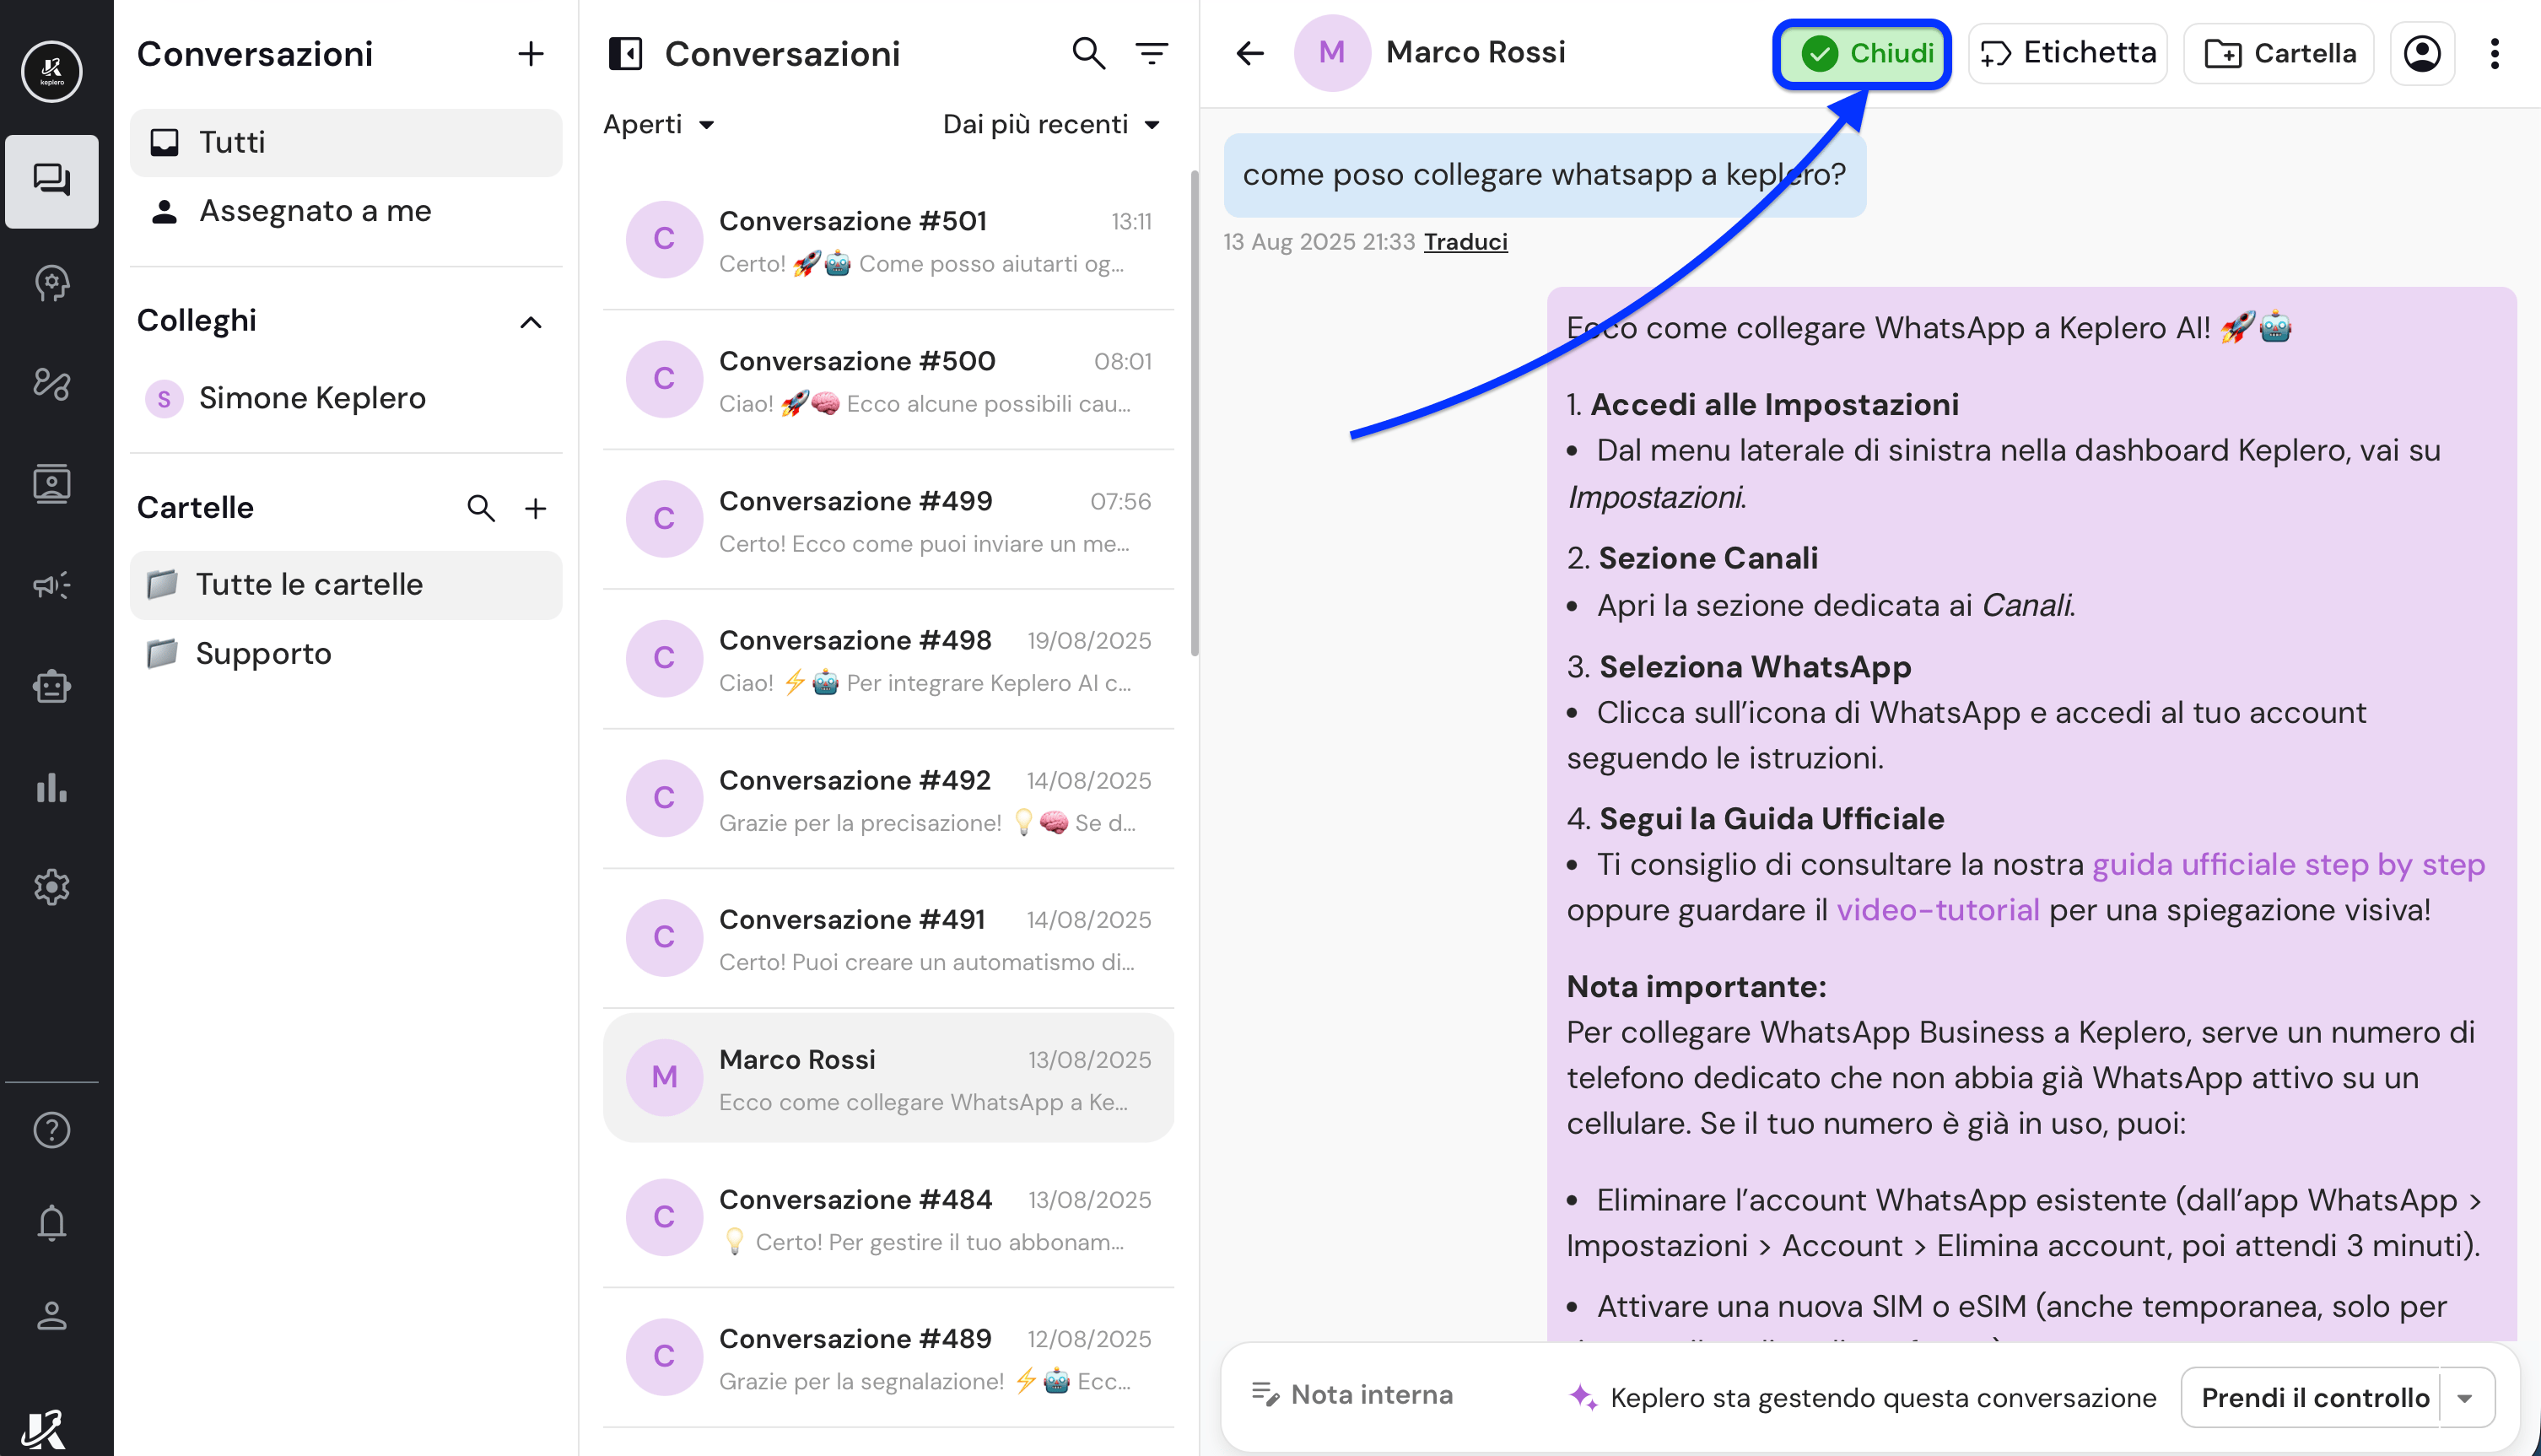 keplero
Conversazioni
Tutti
Assegnato a me
Colleghi
S
Simone Keplero
Cartelle
Tutte le cartelle
Supporto
Conversazioni
Aperti
Dai più recenti
C
Conversazione #501
13:11
Certo! 🚀🤖 Come posso aiutarti og...
C
Conversazione #500
08:01
Ciao! 🚀🧠 Ecco alcune possibili cau...
C
Conversazione #499
07:56
Certo! Ecco come puoi inviare un me...
C
Conversazione #498
19/08/2025
Ciao! ⚡🤖 Per integrare Keplero AI c...
C
Conversazione #492
14/08/2025
Grazie per la precisazione! 💡🧠 Se d...
C
Conversazione #491
14/08/2025
Certo! Puoi creare un automatismo di...
M
Marco Rossi
13/08/2025
Ecco come collegare WhatsApp a Ke...
C
Conversazione #484
13/08/2025
💡 Certo! Per gestire il tuo abbonam...
C
Conversazione #489
12/08/2025
Grazie per la segnalazione! ⚡🤖 Ecc...
M
Marco Rossi
Chiudi
Etichetta
Cartella
come poso collegare whatsapp a keplero?
13 Aug 2025 21:33 Traduci
Ecco come collegare WhatsApp a Keplero AI! 🚀🤖
1. Accedi alle Impostazioni
• Dal menu laterale di sinistra nella dashboard Keplero, vai su
Impostazioni.
2. Sezione Canali
• Apri la sezione dedicata ai Canali.
3. Seleziona WhatsApp
• Clicca sull’icona di WhatsApp e accedi al tuo account
seguendo le istruzioni.
4. Segui la Guida Ufficiale
• Ti consiglio di consultare la nostra guida ufficiale step by step
oppure guardare il video-tutorial per una spiegazione visiva!
Nota importante:
Per collegare WhatsApp Business a Keplero, serve un numero di
telefono dedicato che non abbia già WhatsApp attivo su un
cellulare. Se il tuo numero è già in uso, puoi:
• Eliminare l’account WhatsApp esistente (dall’app WhatsApp >
Impostazioni > Account > Elimina account, poi attendi 3 minuti).
• Attivare una nuova SIM o eSIM (anche temporanea, solo per
Nota interna
Keplero sta gestendo questa conversazione
Prendi il controllo